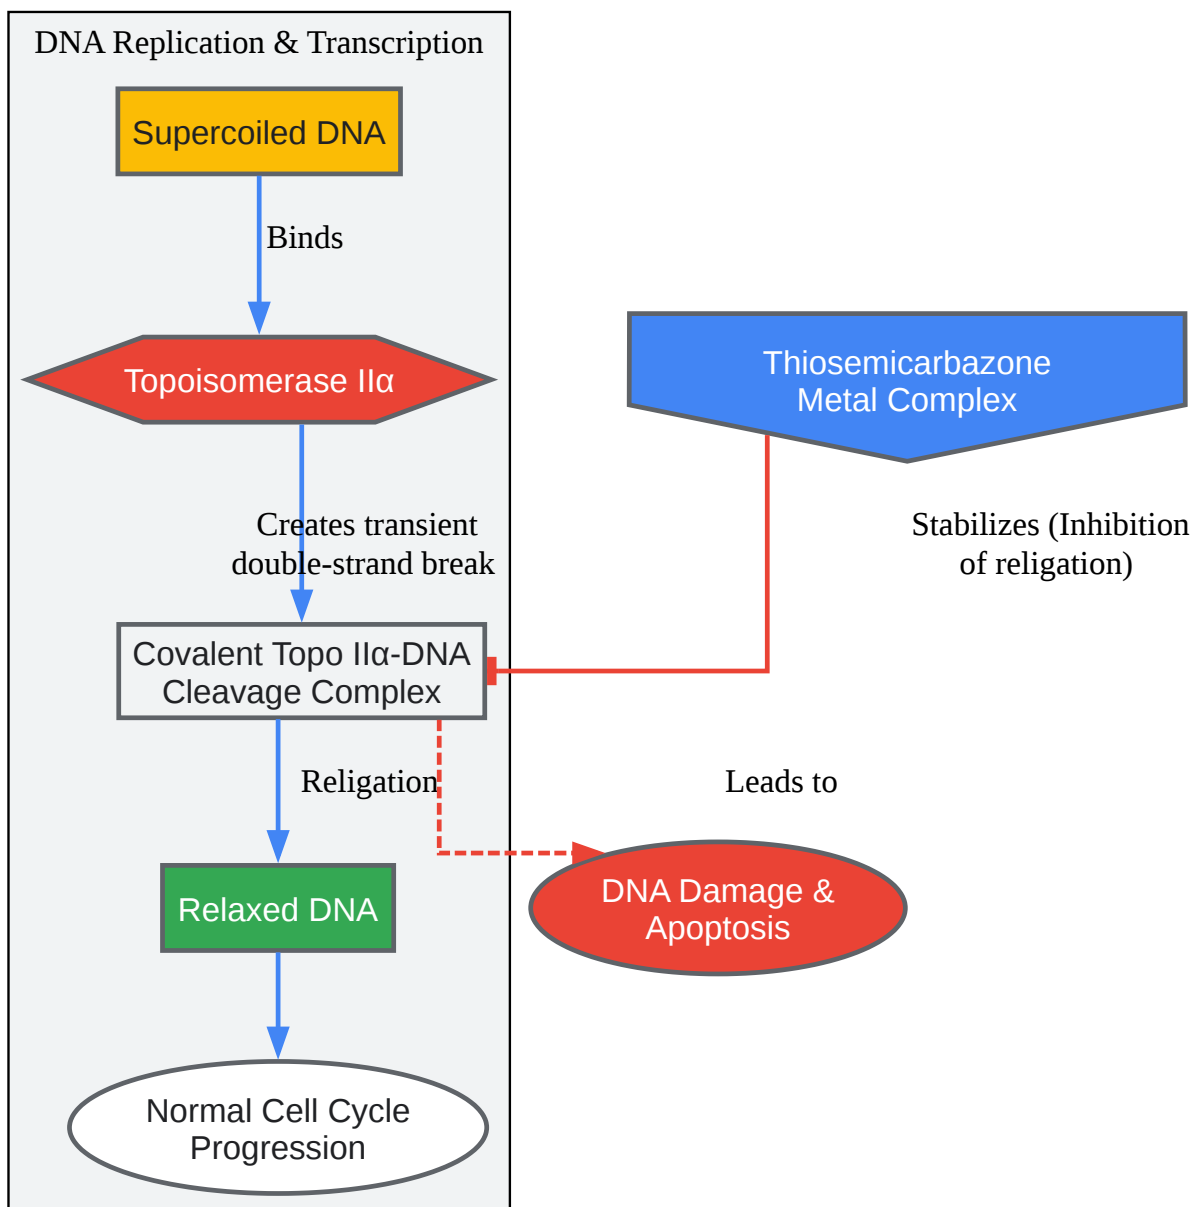 DNA Replication & Transcription
Supercoiled DNA
Binds
Topoisomerase IIα
Thiosemicarbazone
Metal Complex
Creates transient
double-strand break
Stabilizes (Inhibition
of religation)
Covalent Topo IIα-DNA
Cleavage Complex
Religation
Leads to
Relaxed DNA
DNA Damage &
Apoptosis
Normal Cell Cycle
Progression